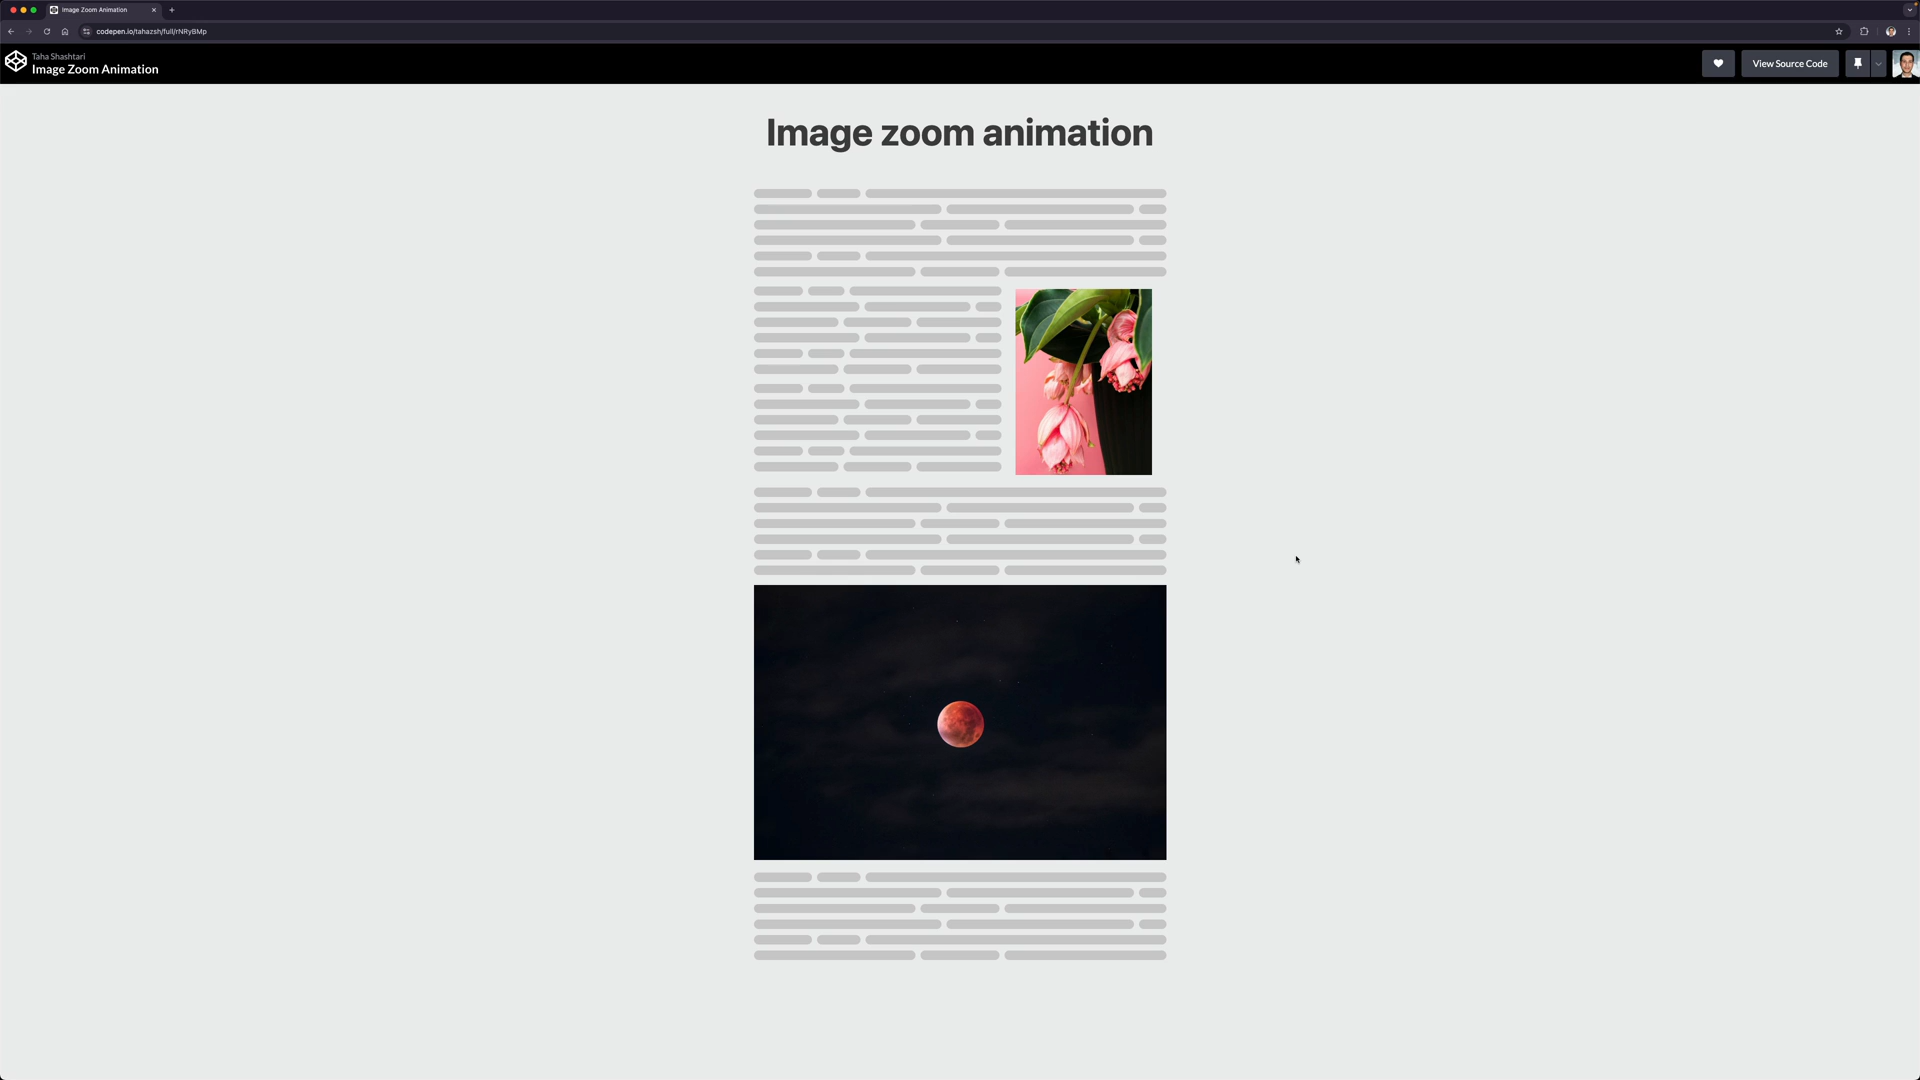 Image Zoom Animation
codepen.io/tahazsh/full/rNRyBMp
Taha Shashtari
Image Zoom Animation
View Source Code
Image zoom animation